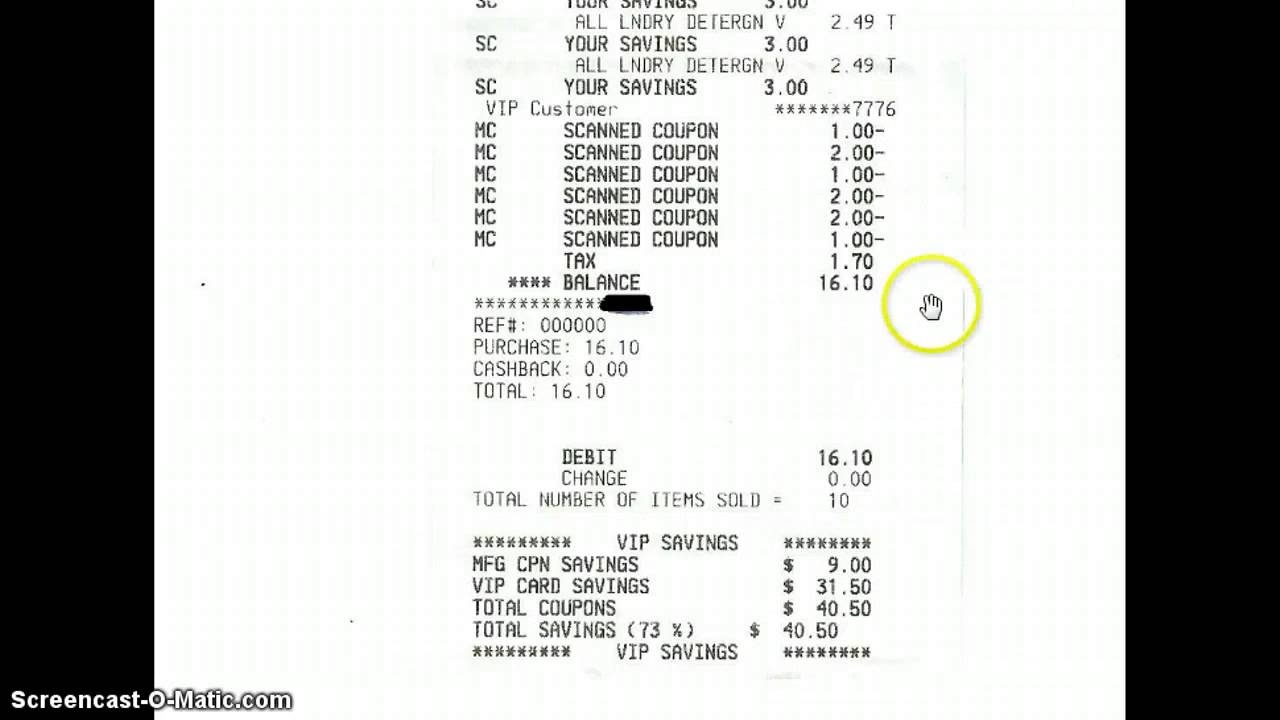 SC YOUR SAVINGS 3.00
ALL LNDRY DETERGN V 2.49 T
SC YOUR SAVINGS 3.00
ALL LNDRY DETERGN V 2.49 T
SC YOUR SAVINGS 3.00
VIP Customer *******7776
MC SCANNED COUPON 1.00-
MC SCANNED COUPON 2.00-
MC SCANNED COUPON 1.00-
MC SCANNED COUPON 2.00-
MC SCANNED COUPON 2.00-
MC SCANNED COUPON 1.00-
TAX 1.70
**** BALANCE 16.10
************
REF#: 000000
PURCHASE: 16.10
CASHBACK: 0.00
TOTAL: 16.10
DEBIT 16.10
CHANGE 0.00
TOTAL NUMBER OF ITEMS SOLD = 10
********* VIP SAVINGS ********
MFG CPN SAVINGS $ 9.00
VIP CARD SAVINGS $ 31.50
TOTAL COUPONS $ 40.50
TOTAL SAVINGS (73 %) $ 40.50
********* VIP SAVINGS ********
Screencast-O-Matic.com